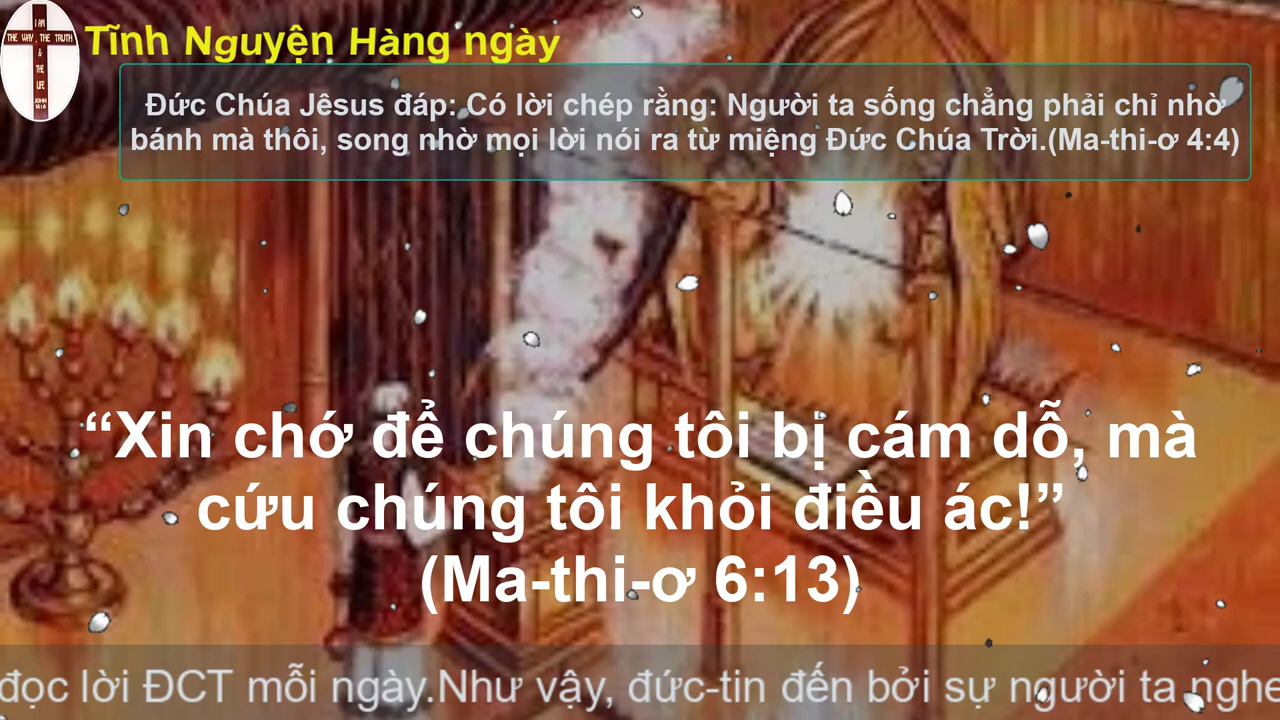 I AM
THE WAY, THE TRUTH
&
THE
LIFE
JOHN
14:6
Tĩnh Nguyện Hàng ngày
Đức Chúa Jêsus đáp: Có lời chép rằng: Người ta sống chẳng phải chỉ nhờ
bánh mà thôi, song nhờ mọi lời nói ra từ miệng Đức Chúa Trời.(Ma-thi-ơ 4:4)
“Xin chớ để chúng tôi bị cám dỗ, mà
cứu chúng tôi khỏi điều ác!”
(Ma-thi-ơ 6:13)
đọc lời ĐCT mỗi ngày.Như vậy, đức-tin đến bởi sự người ta nghe